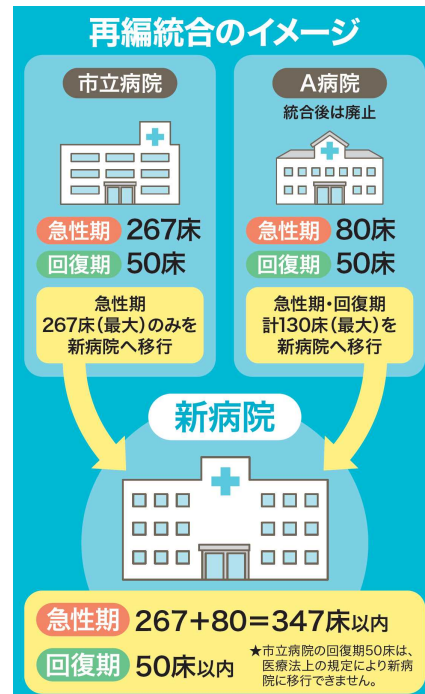 再編統合のイメージ
市立病院
急性期 267床
回復期 50床
急性期
267床(最大)のみを
新病院へ移行
A病院
統合後は廃止
急性期 80床
回復期 50床
急性期・回復期
計130床(最大)を
新病院へ移行
新病院
急性期 267+80=347床以内
回復期 50床以内
★市立病院の回復期50床は、
医療法上の規定により新病
院に移行できません。